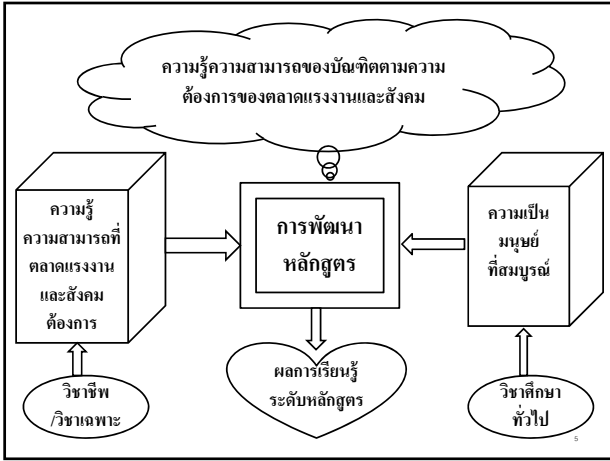 ความรู้ความสามารถของบัณฑิตตามความ
ต้องการของตลาดแรงงานและสังคม
ความรู้
ความสามารถที่
ตลาดแรงงาน
และสังคม
ต้องการ
การพัฒนา
หลักสูตร
ความเป็น
มนุษย์
ที่สมบูรณ์
ผลการเรียนรู้
ระดับหลักสูตร
วิชาชีพ
/วิชาเฉพาะ
วิชาศึกษา
ทั่วไป
5